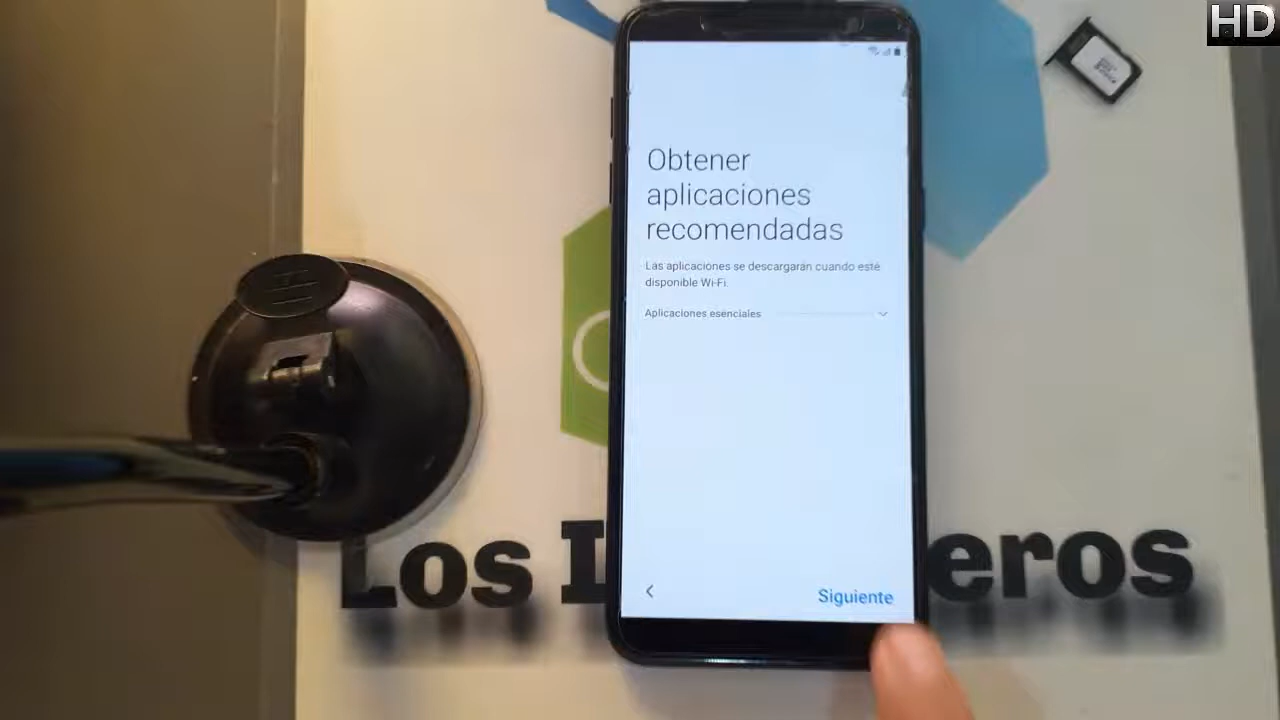 HD
Obtener
aplicaciones
recomendadas
Las aplicaciones se descargarán cuando esté
disponible Wi-Fi.
Aplicaciones esenciales
Siguiente
Los I eros